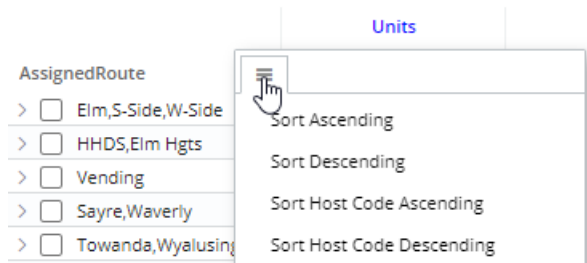 Units
AssignedRoute
Elm,S-Side,W-Side
HHDS,Elm Hgts
Vending
Sayre,Waverly
Towanda,Wyalusing
Sort Ascending
Sort Descending
Sort Host Code Ascending
Sort Host Code Descending